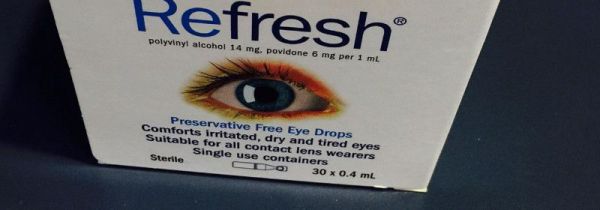 Refresh®
polyvinyl alcohol 14 mg, povidone 6 mg per 1 mL
Preservative Free Eye Drops
Comforts irritated, dry and tired eyes
Suitable for all contact lens wearers
Single use containers
Sterile 30 x 0.4 mL